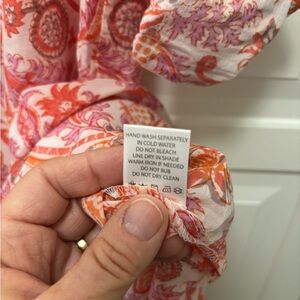 HAND WASH SEPARATELY
IN COLD WATER
DO NOT BLEACH
LINE DRY IN SHADE
WARM IRON IF NEEDED
DO NOT BUB
DO NOT DRY CLEAN